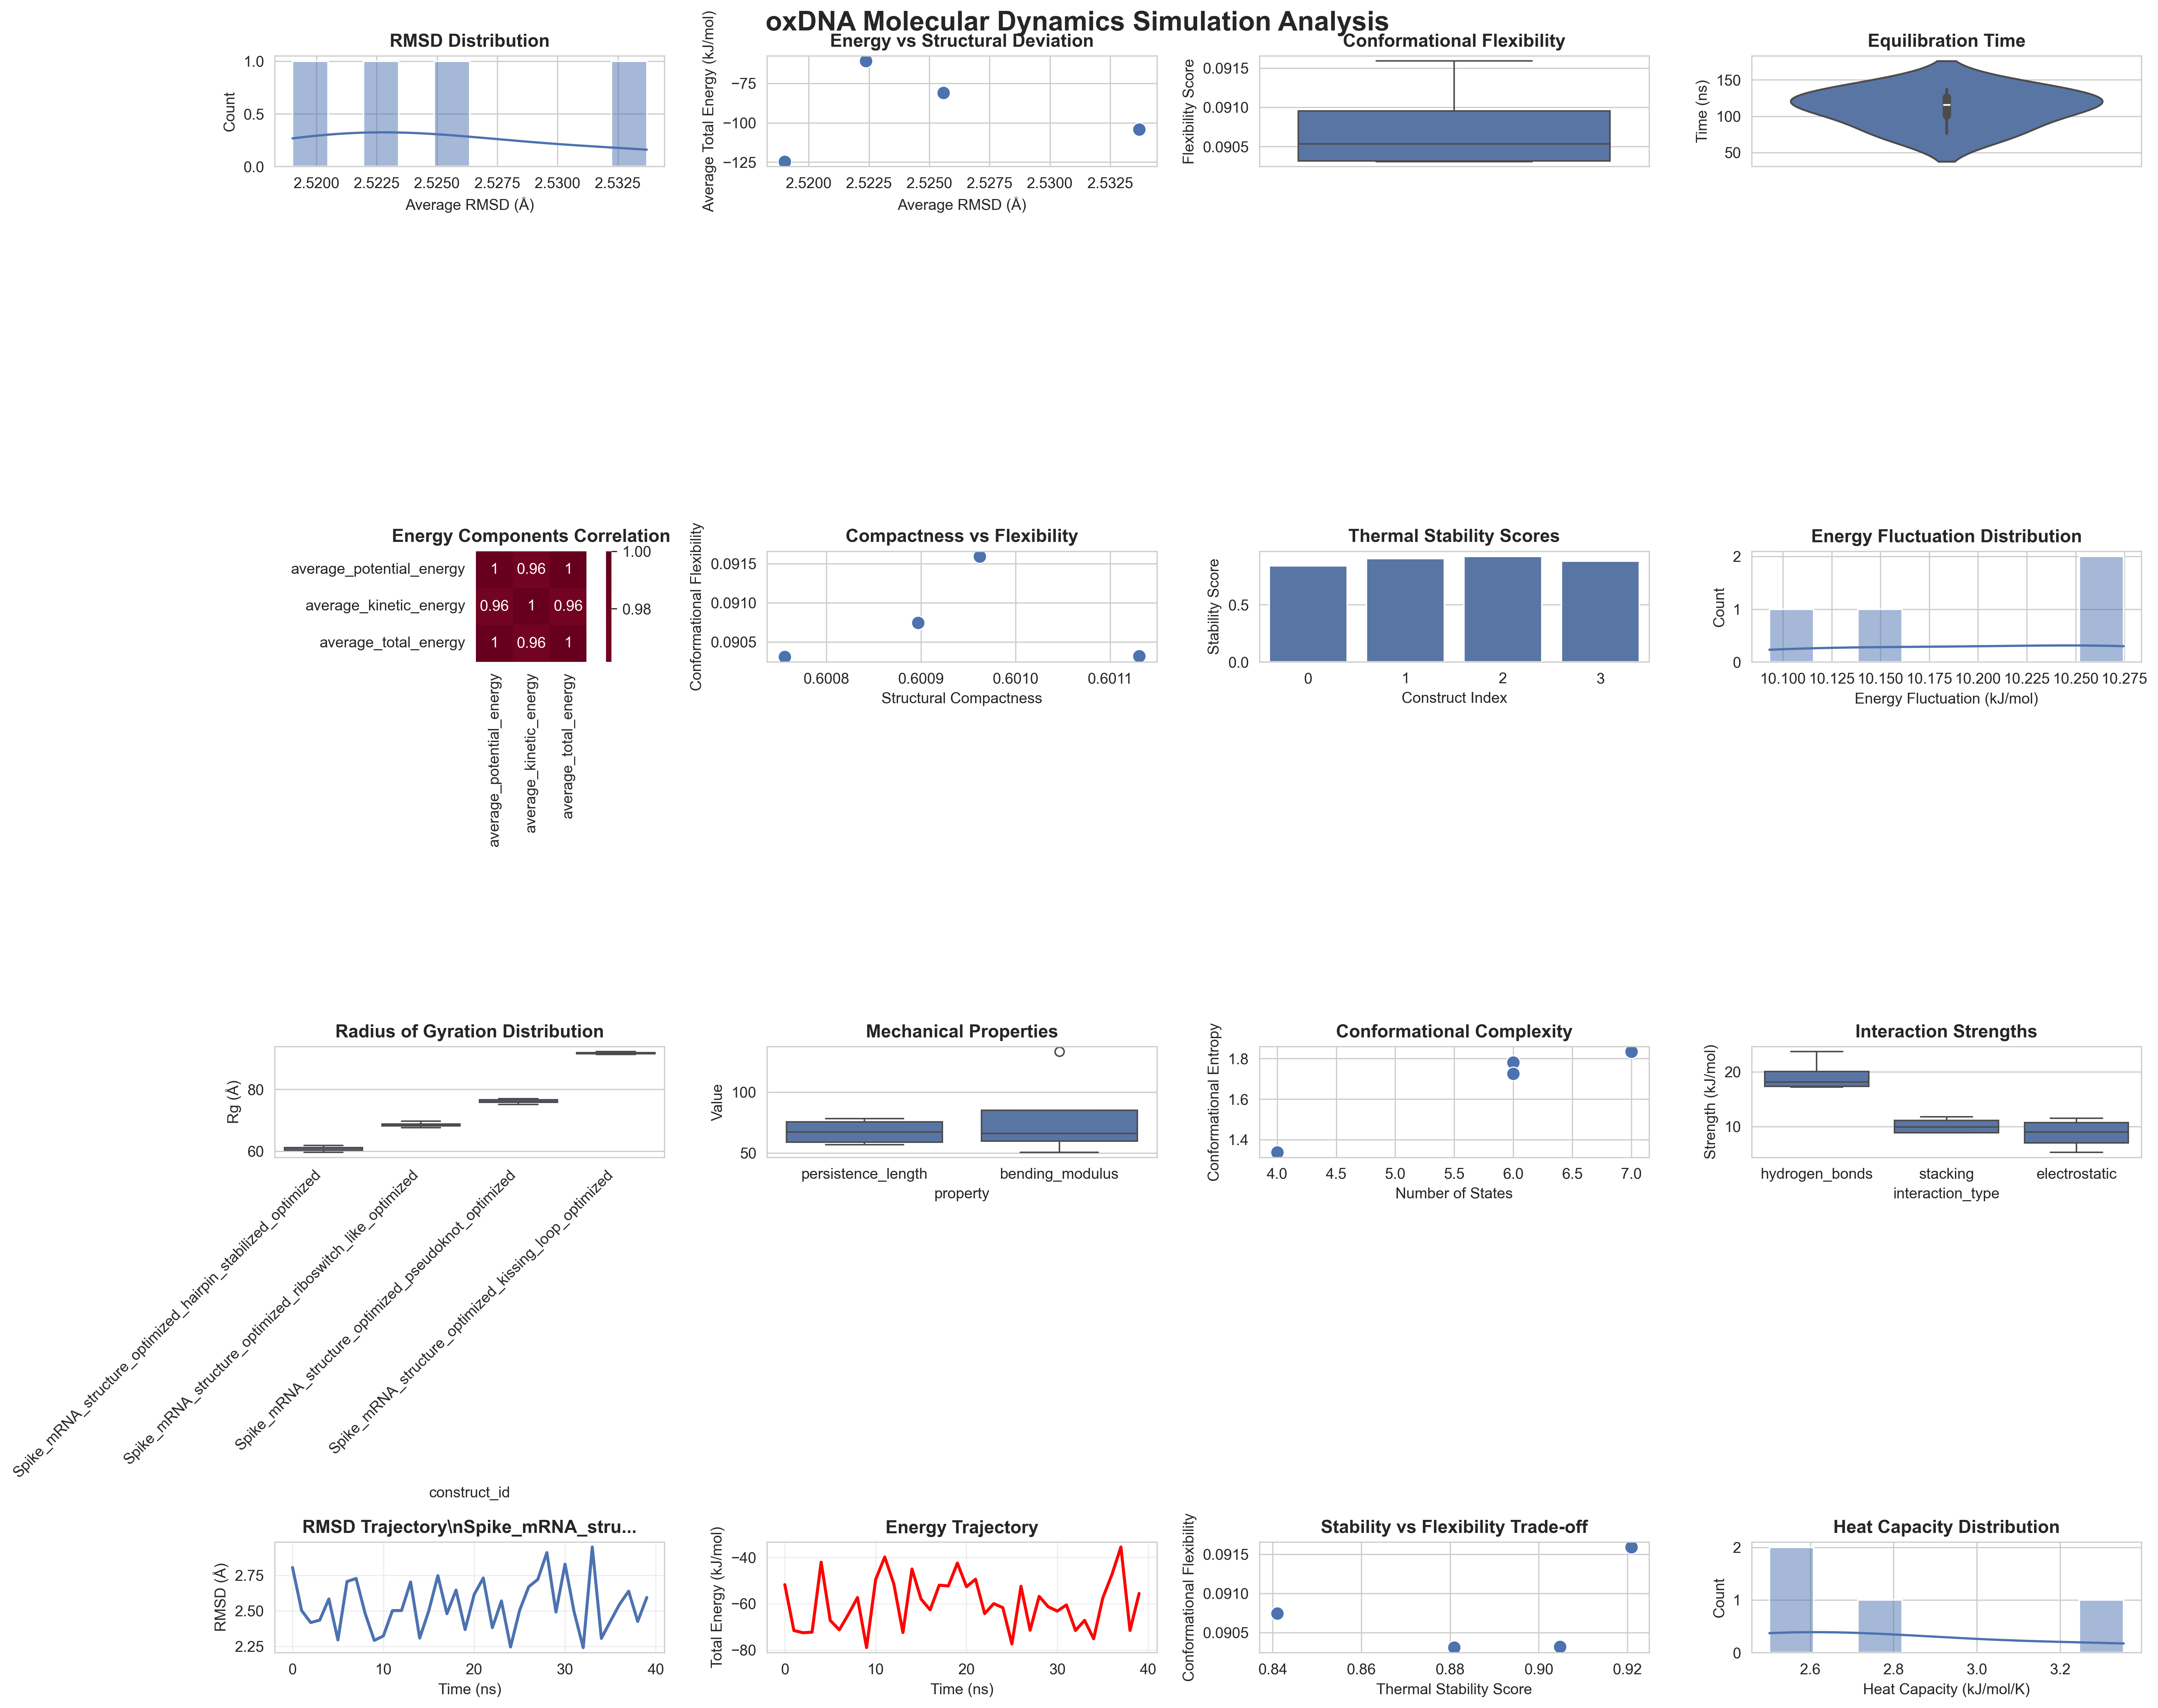 oxDNA Molecular Dynamics Simulation Analysis
RMSD Distribution
Count
1.0
0.5
0.0
2.5200 2.5225 2.5250 2.5275 2.5300 2.5325
Average RMSD (Å)
Energy vs Structural Deviation
Average Total Energy (kJ/mol)
−75
−100
−125
2.5200 2.5225 2.5250 2.5275 2.5300 2.5325
Average RMSD (Å)
Conformational Flexibility
Flexibility Score
0.0915
0.0910
0.0905
Equilibration Time
Time (ns)
150
100
50
Energy Components Correlation
average_potential_energy
average_kinetic_energy
average_total_energy
1 0.96 1
0.96 1 0.96
1 0.96 1
1.00
0.98
average_potential_energy
average_kinetic_energy
average_total_energy
Compactness vs Flexibility
Conformational Flexibility
0.0915
0.0910
0.0905
0.6008 0.6009 0.6010 0.6011
Structural Compactness
Thermal Stability Scores
Stability Score
0.5
0.0
0 1 2 3
Construct Index
Energy Fluctuation Distribution
Count
2
1
0
10.100 10.125 10.150 10.175 10.200 10.225 10.250 10.275
Energy Fluctuation (kJ/mol)
Radius of Gyration Distribution
Rg (Å)
80
60
Spike_mRNA_structure_optimized_hairpin_stabilized_optimized
Spike_mRNA_structure_optimized_riboswitch_like_optimized
Spike_mRNA_structure_optimized_pseudoknot_optimized
Spike_mRNA_structure_optimized_kissing_loop_optimized
construct_id
Mechanical Properties
Value
100
50
persistence_length bending_modulus
property
Conformational Complexity
Conformational Entropy
1.8
1.6
1.4
4.0 4.5 5.0 5.5 6.0 6.5 7.0
Number of States
Interaction Strengths
Strength (kJ/mol)
20
10
hydrogen_bonds stacking electrostatic
interaction_type
RMSD Trajectory\nSpike_mRNA_stru...
RMSD (Å)
2.75
2.50
2.25
0 10 20 30 40
Time (ns)
Energy Trajectory
Total Energy (kJ/mol)
−40
−60
−80
0 10 20 30 40
Time (ns)
Stability vs Flexibility Trade-off
Conformational Flexibility
0.0915
0.0910
0.0905
0.84 0.86 0.88 0.90 0.92
Thermal Stability Score
Heat Capacity Distribution
Count
2
1
0
2.6 2.8 3.0 3.2
Heat Capacity (kJ/mol/K)